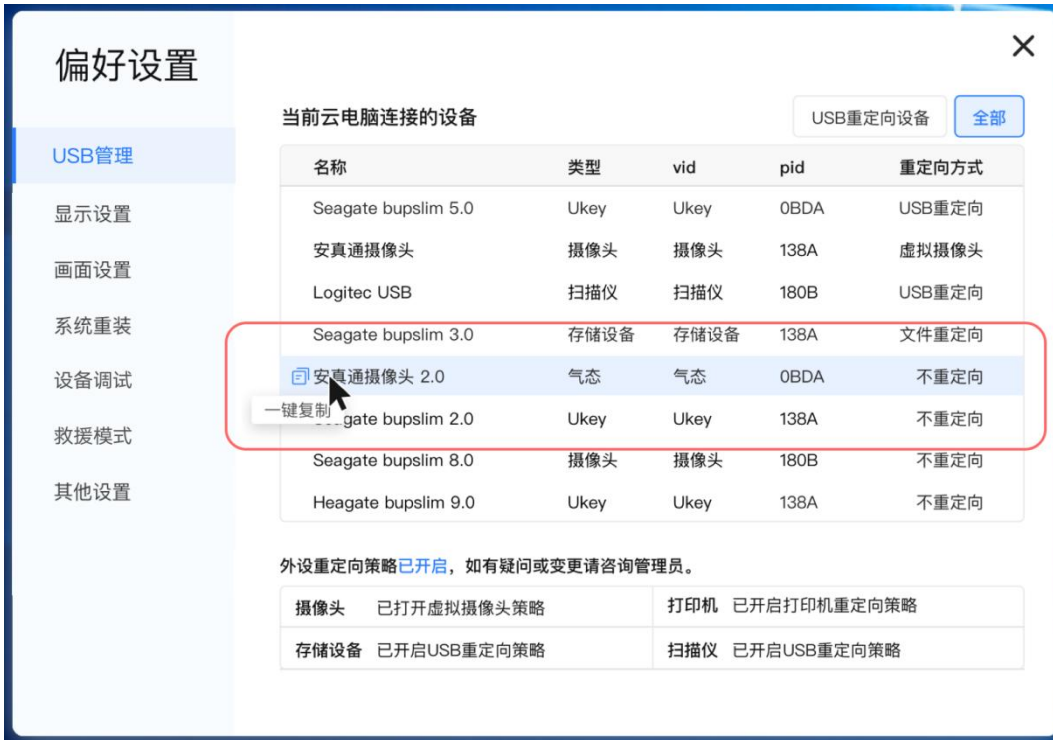 偏好设置
USB管理
显示设置
画面设置
系统重装
设备调试
救援模式
其他设置
当前云电脑连接的设备 USB重定向设备 全部
名称 类型 vid pid 重定向方式
Seagate bupslim 5.0 Ukey Ukey 0BDA USB重定向
安真通摄像头 摄像头 摄像头 138A 虚拟摄像头
Logitec USB 扫描仪 扫描仪 180B USB重定向
Seagate bupslim 3.0 存储设备 存储设备 138A 文件重定向
安真通摄像头 2.0 气态 气态 0BDA 不重定向
一键复制
bupslim 2.0 Ukey Ukey 138A 不重定向
Seagate bupslim 8.0 摄像头 摄像头 180B 不重定向
Heagate bupslim 9.0 Ukey Ukey 138A 不重定向
外设重定向策略已开启，如有疑问或变更请咨询管理员。
摄像头 已打开虚拟摄像头策略 打印机 已开启打印机重定向策略
存储设备 已开启USB重定向策略 扫描仪 已开启USB重定向策略